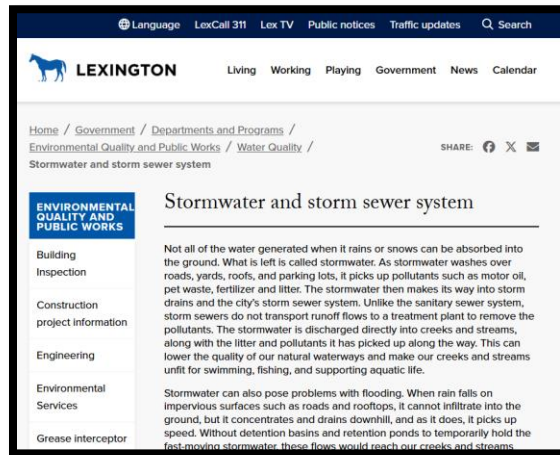 Language LexCall 311 Lex TV Public notices Traffic updates Search
LEXINGTON Living Working Playing Government News Calendar
Home / Government / Departments and Programs /
Environmental Quality and Public Works / Water Quality /
Stormwater and storm sewer system
SHARE:
ENVIRONMENTAL
QUALITY AND
PUBLIC WORKS
Building
Inspection
Construction
project information
Engineering
Environmental
Services
Grease interceptor
Stormwater and storm sewer system
Not all of the water generated when it rains or snows can be absorbed into
the ground. What is left is called stormwater. As stormwater washes over
roads, yards, roofs, and parking lots, it picks up pollutants such as motor oil,
pet waste, fertilizer and litter. The stormwater then makes its way into storm
drains and the city's storm sewer system. Unlike the sanitary sewer system,
storm sewers do not transport runoff flows to a treatment plant to remove the
pollutants. The stormwater is discharged directly into creeks and streams,
along with the litter and pollutants it has picked up along the way. This can
lower the quality of our natural waterways and make our creeks and streams
unfit for swimming, fishing, and supporting aquatic life.
Stormwater can also pose problems with flooding. When rain falls on
impervious surfaces such as roads and rooftops, it cannot infiltrate into the
ground, but it concentrates and drains downhill, and as it does, it picks up
speed. Without detention basins and retention ponds to temporarily hold the
fast-moving stormwater, these flows would reach our creeks and streams